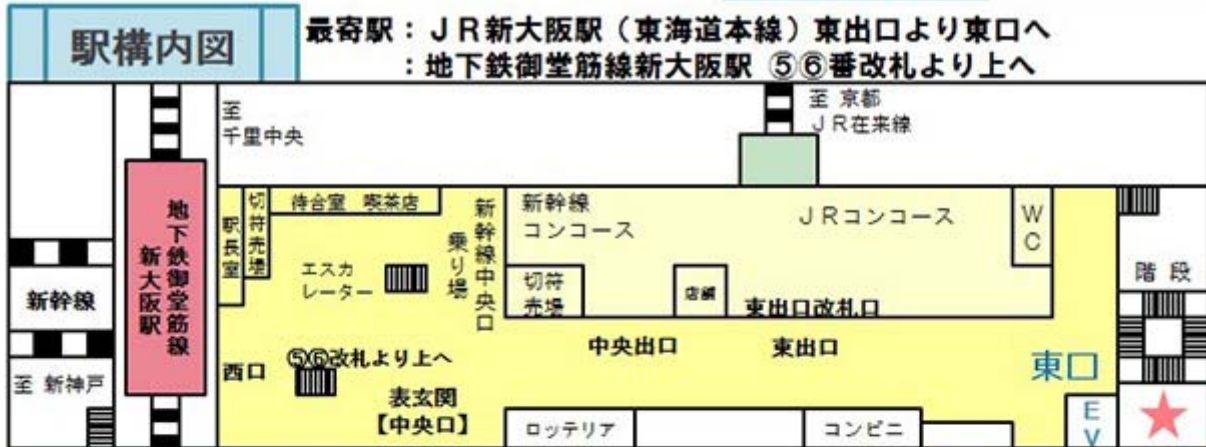 駅構内図
最寄駅：ＪＲ新大阪駅（東海道本線）東出口より東口へ
：地下鉄御堂筋線新大阪駅 ⑤⑥番改札より上へ
至
千里中央
至 京都
ＪＲ在来線
地下鉄御堂筋線
新大阪駅
新幹線
至 新神戸
駅長室
切符売場
待合室 喫茶店
エスカ
レーター
新幹線中央口
乗り場
新幹線
コンコース
ＪＲコンコース
WC
切符
売場
店舗
東出口改札口
階 段
中央出口
東出口
西口
⑤⑥改札より上へ
表玄関
【中央口】
東口
ロッテリア
コンビニ
EV